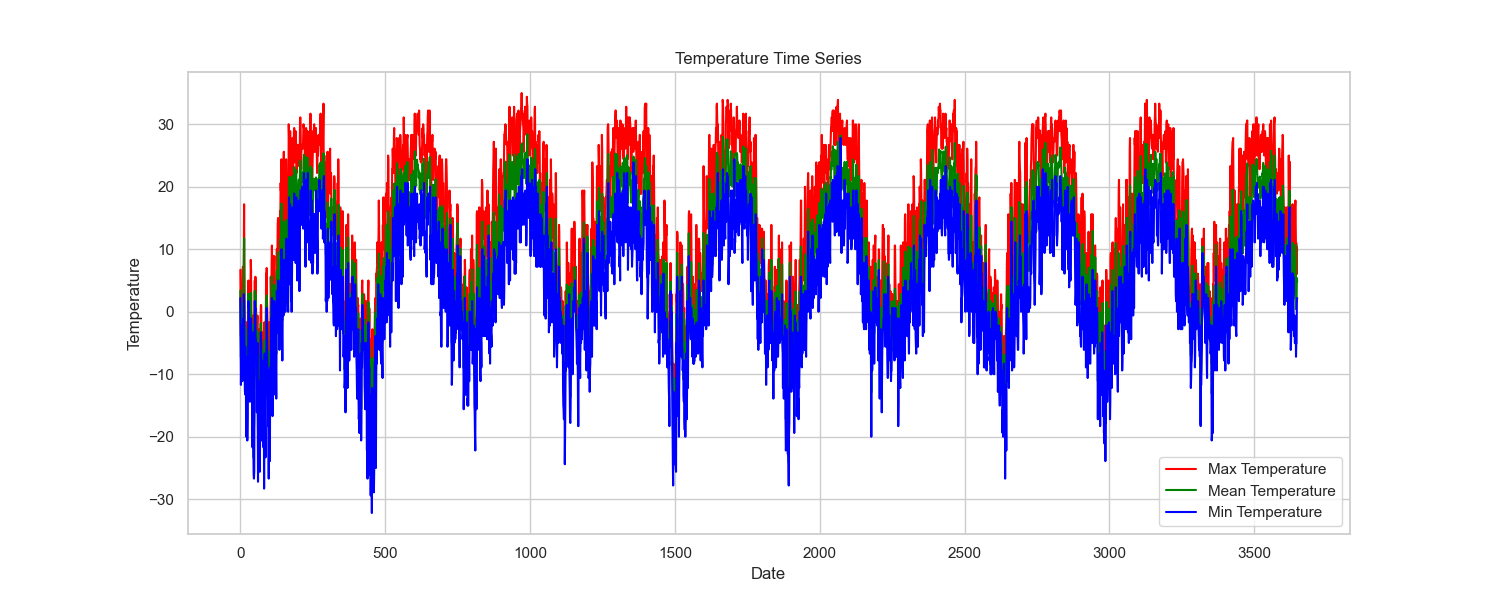 Temperature Time Series
Temperature
30
20
10
0
−10
−20
−30
Max Temperature
Mean Temperature
Min Temperature
0 500 1000 1500 2000 2500 3000 3500
Date